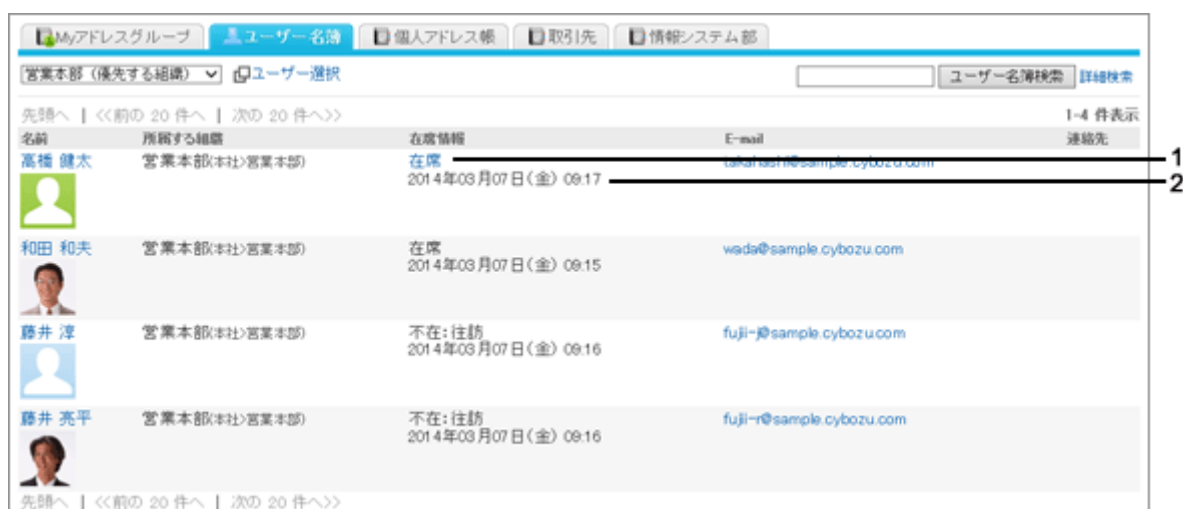 Myアドレスグループ ユーザー名簿 個人アドレス帳 取引先 情報システム部
営業本部（優先する組織） ユーザー選択 ユーザー名簿検索 詳細検索
先頭へ | <<前の 20 件へ | 次の 20 件へ>> 1-4 件表示
名前 所属する組織 在席情報 E-mail 連絡先
高橋 健太 営業本部(本社>営業本部) 在席 takahashi@sample.cybozu.com 1
2014年03月07日(金) 09:17 2
和田 和夫 営業本部(本社>営業本部) 在席 wada@sample.cybozu.com
2014年03月07日(金) 09:15
藤井 淳 営業本部(本社>営業本部) 不在:往訪 fujii-j@sample.cybozu.com
2014年03月07日(金) 09:16
藤井 亮平 営業本部(本社>営業本部) 不在:往訪 fujii-r@sample.cybozu.com
2014年03月07日(金) 09:16
先頭へ | <<前の 20 件へ | 次の 20 件へ>>